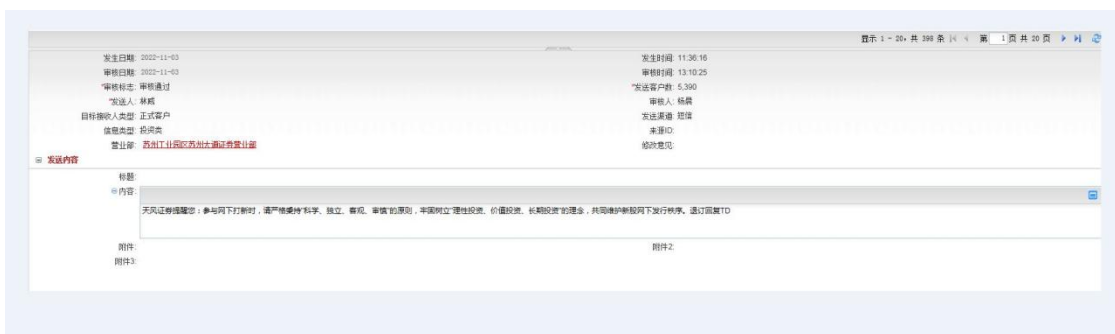 显示 1 - 20，共 398 条 第 1 页 共 20 页
发生日期: 2022-11-03 发生时间: 11:36:16
审核日期: 2022-11-03 审核时间: 13:10:25
*审核标志: 审核通过 *发送客户数: 5,390
*发送人: 林威 审核人: 杨晨
目标接收人类型: 正式客户 发送渠道: 短信
信息类型: 投资类 来源ID:
营业部: 苏州工业园区苏州大道证券营业部 修改意见:
发送内容
标题:
内容:
天风证券提醒您：参与网下打新时，请严格秉持“科学、独立、客观、审慎”的原则，牢固树立“理性投资、价值投资、长期投资”的理念，共同维护新股网下发行秩序。退订回复TD
附件: 附件2:
附件3: